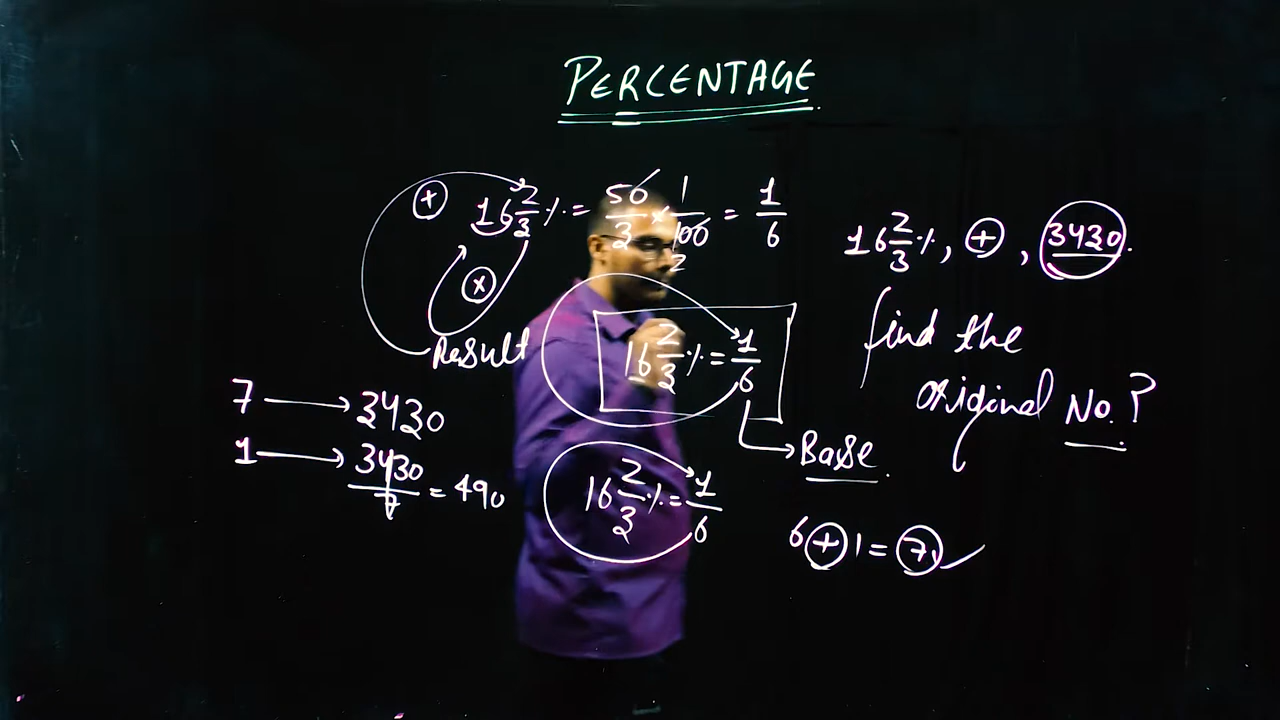 PERCENTAGE
+
16 2/3 % = 50/3 × 1/100 = 1/6
2
×
Result
16 2/3 %, +, 3430.
find the
original No.?
16 2/3 % = 1/6
Base.
7 → 3430
1 → 3430/7 = 490
16 2/3 % = 1/6
6 + 1 = 7